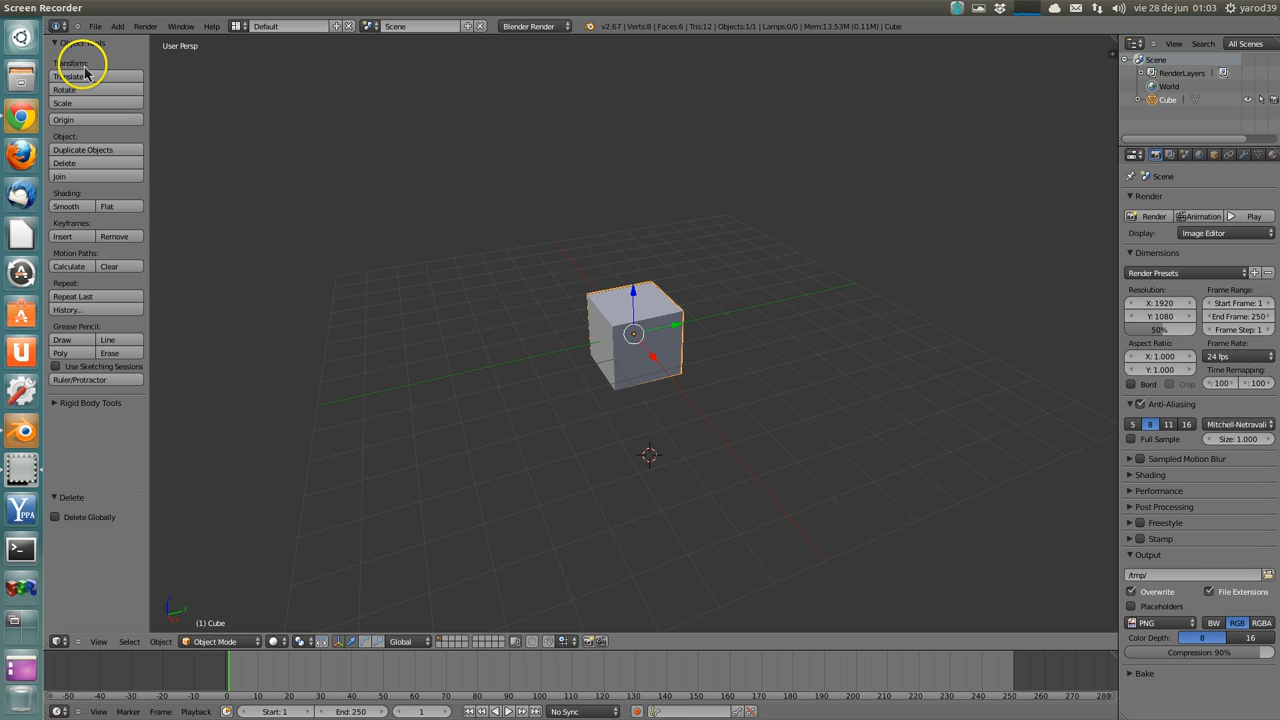 Screen Recorder
vie 28 de jun 01:03 yarod39
File Add Render Window Help Default Scene Blender Render v2.67 | Verts:8 | Faces:6 | Tris:12 | Objects:1/1 | Lamps:0/0 | Mem:13.53M (0.11M) | Cube
Object Tools
Transform:
Translate
Rotate
Scale
Origin
Object:
Duplicate Objects
Delete
Join
Shading:
Smooth Flat
Keyframes:
Insert Remove
Motion Paths:
Calculate Clear
Repeat:
Repeat Last
History...
Grease Pencil:
Draw Line
Poly Erase
Use Sketching Sessions
Ruler/Protractor
Rigid Body Tools
Delete
Delete Globally
User Persp
(1) Cube
View Select Object Object Mode Global
-50 -40 -30 -20 -10 0 10 20 30 40 50 60 70 80 90 100 110 120 130 140 150 160 170 180 190 200 210 220 230 240 250 260 270 280
View Marker Frame Playback Start: 1 End: 250 1 No Sync
View Search All Scenes
Scene
RenderLayers
World
Cube
Scene
Render
Render Animation Play
Display: Image Editor
Dimensions
Render Presets
Resolution: Frame Range:
X: 1920 Start Frame: 1
Y: 1080 End Frame: 250
50% Frame Step: 1
Aspect Ratio: Frame Rate:
X: 1.000 24 fps
Y: 1.000 Time Remapping:
Bord Crop : 100 : 100
Anti-Aliasing
5 8 11 16 Mitchell-Netravali
Full Sample Size: 1.000
Sampled Motion Blur
Shading
Performance
Post Processing
Freestyle
Stamp
Output
/tmp/
Overwrite File Extensions
Placeholders
PNG BW RGB RGBA
Color Depth: 8 16
Compression: 90%
Bake
YPPA